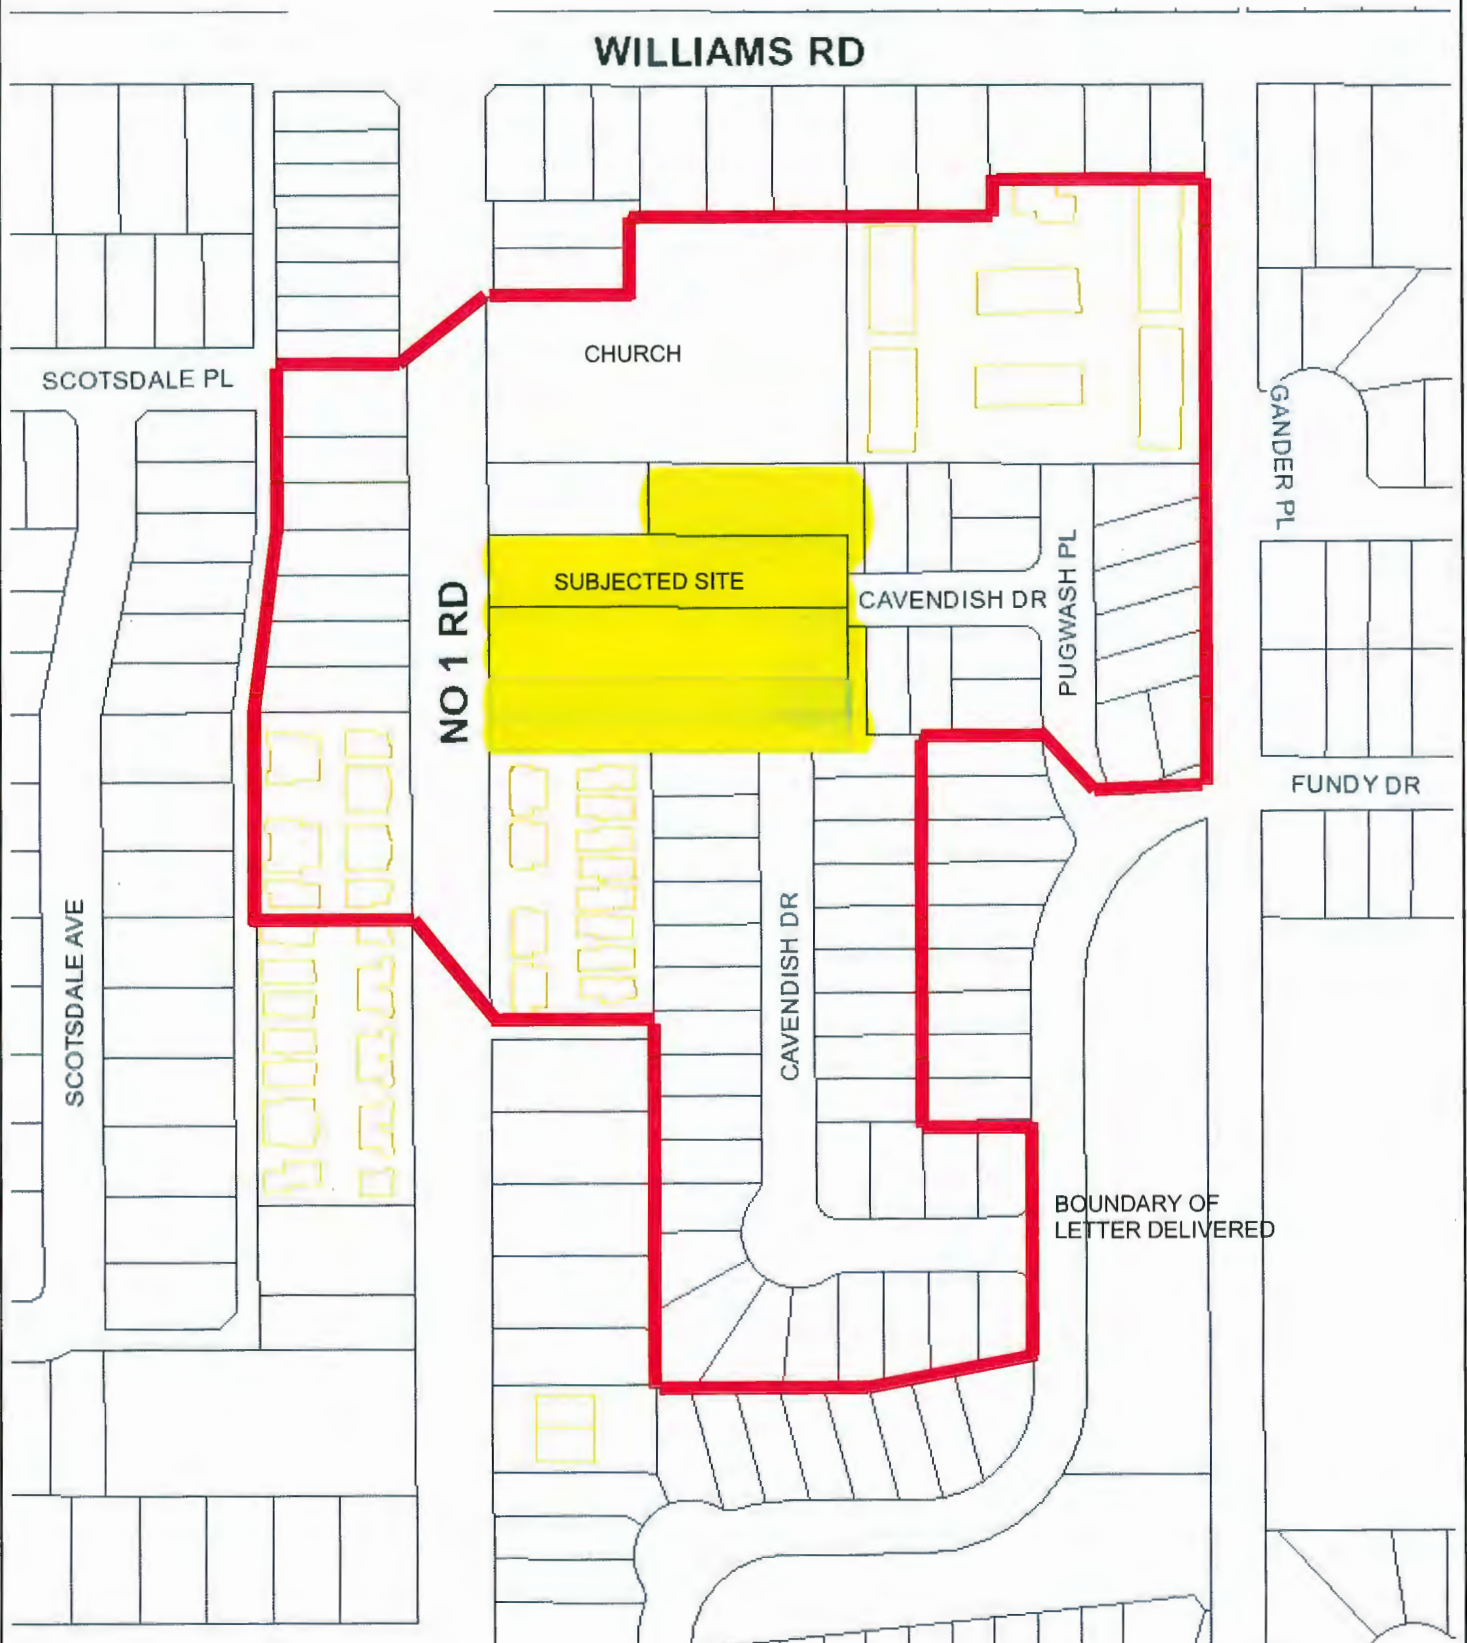 WILLIAMS RD
CHURCH
SCOTSDALE PL
GANDER PL
SUBJECTED SITE
CAVENDISH DR
PUGWASH PL
NO 1 RD
FUNDY DR
SCOTSDALE AVE
CAVENDISH DR
BOUNDARY OF
LETTER DELIVERED